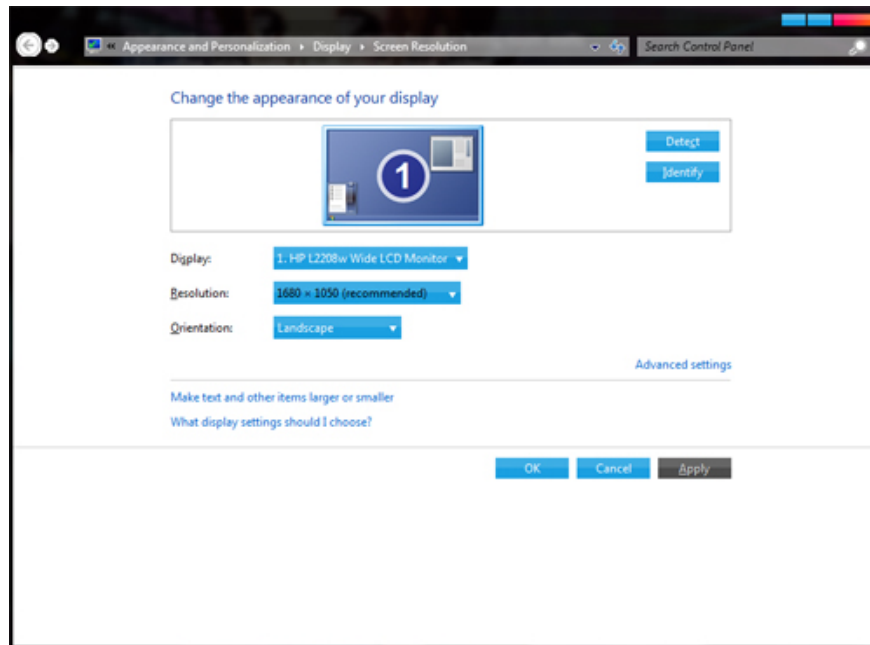 « Appearance and Personalization ▸ Display ▸ Screen Resolution
Search Control Panel
Change the appearance of your display
1
Detect
Identify
Display: 1. HP L2208w Wide LCD Monitor
Resolution: 1680 × 1050 (recommended)
Orientation: Landscape
Advanced settings
Make text and other items larger or smaller
What display settings should I choose?
OK Cancel Apply